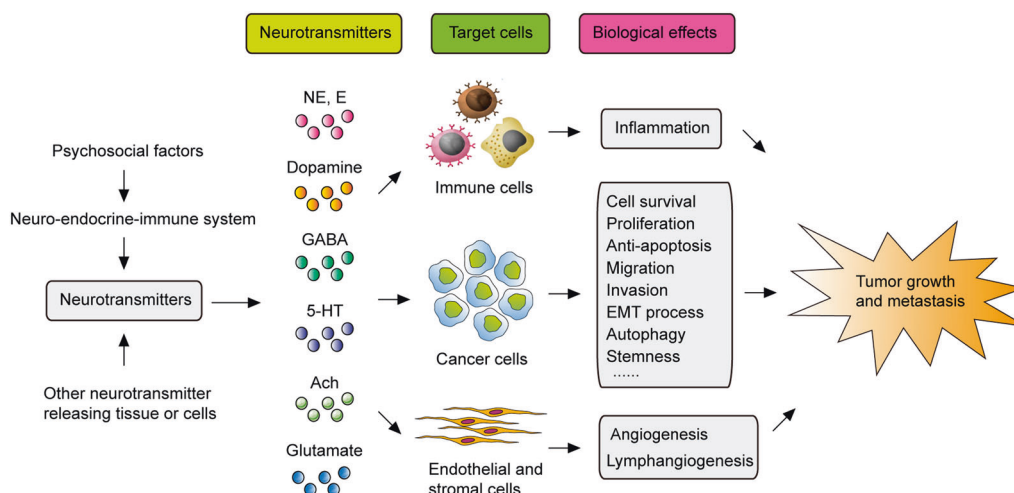 Neurotransmitters
Target cells
Biological effects
Psychosocial factors
Neuro-endocrine-immune system
Neurotransmitters
Other neurotransmitter
releasing tissue or cells
NE, E
Dopamine
GABA
5-HT
Ach
Glutamate
Immune cells
Cancer cells
Endothelial and
stromal cells
Inflammation
Cell survival
Proliferation
Anti-apoptosis
Migration
Invasion
EMT process
Autophagy
Stemness
......
Angiogenesis
Lymphangiogenesis
Tumor growth
and metastasis